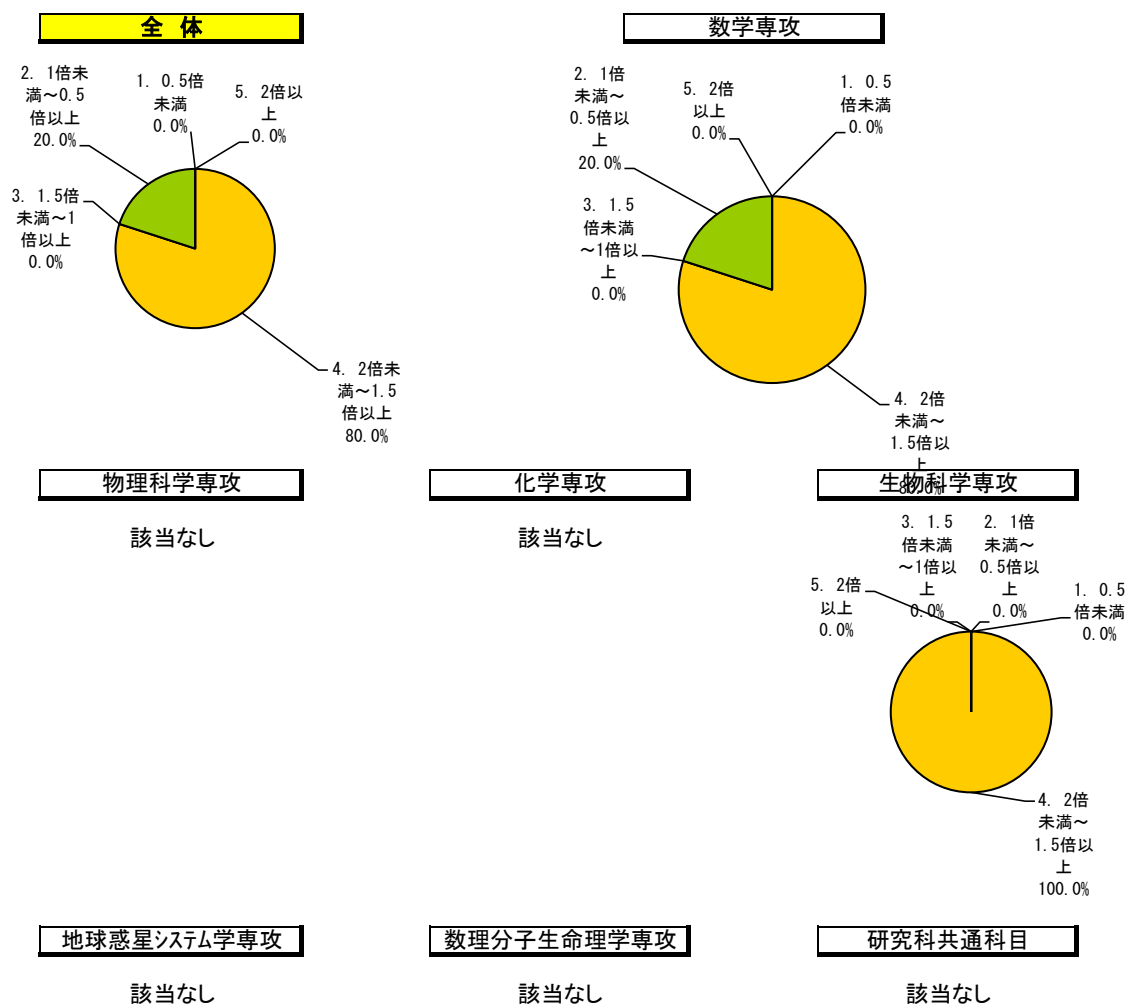 全 体
数学専攻
2. 1倍未
満～0.5
倍以上
20.0%
1. 0.5倍
未満
0.0%
5. 2倍以
上
0.0%
3. 1.5倍
未満～1
倍以上
0.0%
4. 2倍未
満～1.5
倍以上
80.0%
2. 1倍
未満～
0.5倍以
上
20.0%
5. 2倍
以上
0.0%
1. 0.5
倍未満
0.0%
3. 1.5
倍未満
～1倍以
上
0.0%
4. 2倍
未満～
1.5倍以
上
80.0%
物理科学専攻
化学専攻
生物科学専攻
該当なし
該当なし
5. 2倍
以上
0.0%
3. 1.5
倍未満
～1倍以
上
0.0%
2. 1倍
未満～
0.5倍以
上
0.0%
1. 0.5
倍未満
0.0%
4. 2倍
未満～
1.5倍以
上
100.0%
地球惑星ｼｽﾃﾑ学専攻
数理分子生命理学専攻
研究科共通科目
該当なし
該当なし
該当なし